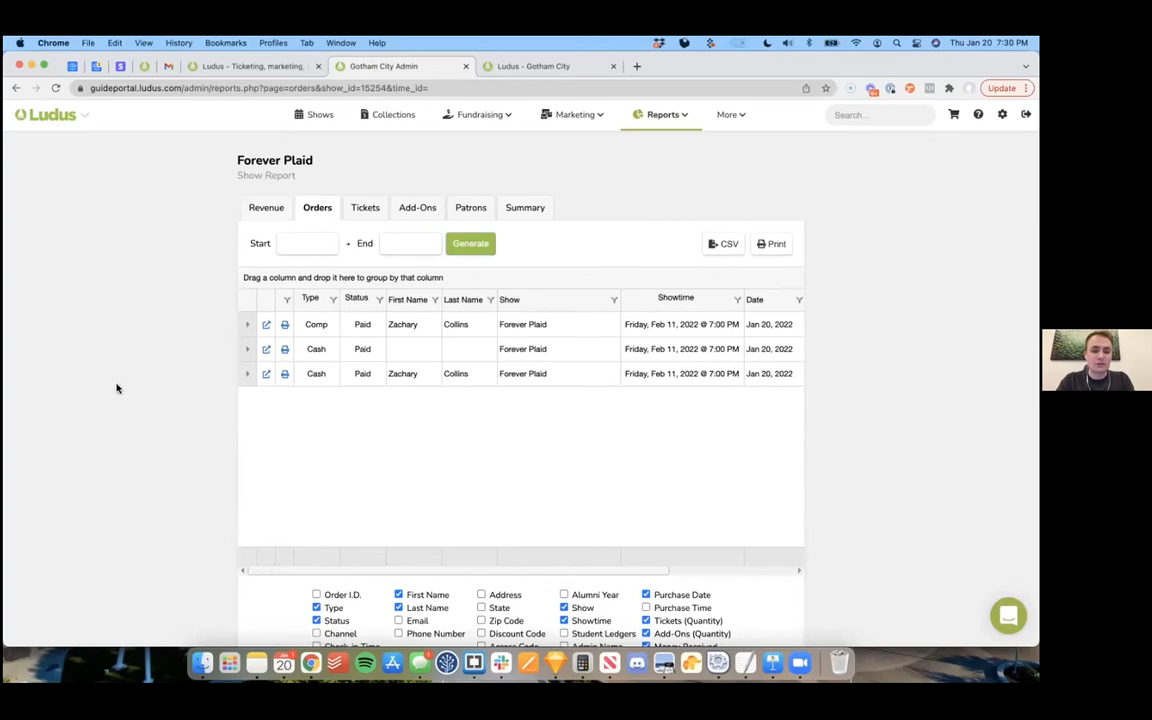 Chrome File Edit View History Bookmarks Profiles Tab Window Help Thu Jan 20 7:30 PM
Ludus - Ticketing, marketing, Gotham City Admin Ludus - Gotham City
guideportal.ludus.com/admin/reports.php?page=orders&show_id=15254&time_id= Update
Ludus Shows Collections Fundraising Marketing Reports More Search...
Forever Plaid
Show Report
Revenue Orders Tickets Add-Ons Patrons Summary
Start End Generate CSV Print
Drag a column and drop it here to group by that column
Type Status First Name Last Name Show Showtime Date
Comp Paid Zachary Collins Forever Plaid Friday, Feb 11, 2022 @ 7:00 PM Jan 20, 2022
Cash Paid Forever Plaid Friday, Feb 11, 2022 @ 7:00 PM Jan 20, 2022
Cash Paid Zachary Collins Forever Plaid Friday, Feb 11, 2022 @ 7:00 PM Jan 20, 2022
Order I.D. First Name Address Alumni Year Purchase Date
Type Last Name State Show Purchase Time
Status Email Zip Code Showtime Tickets (Quantity)
Channel Phone Number Discount Code Student Ledgers Add-Ons (Quantity)
20